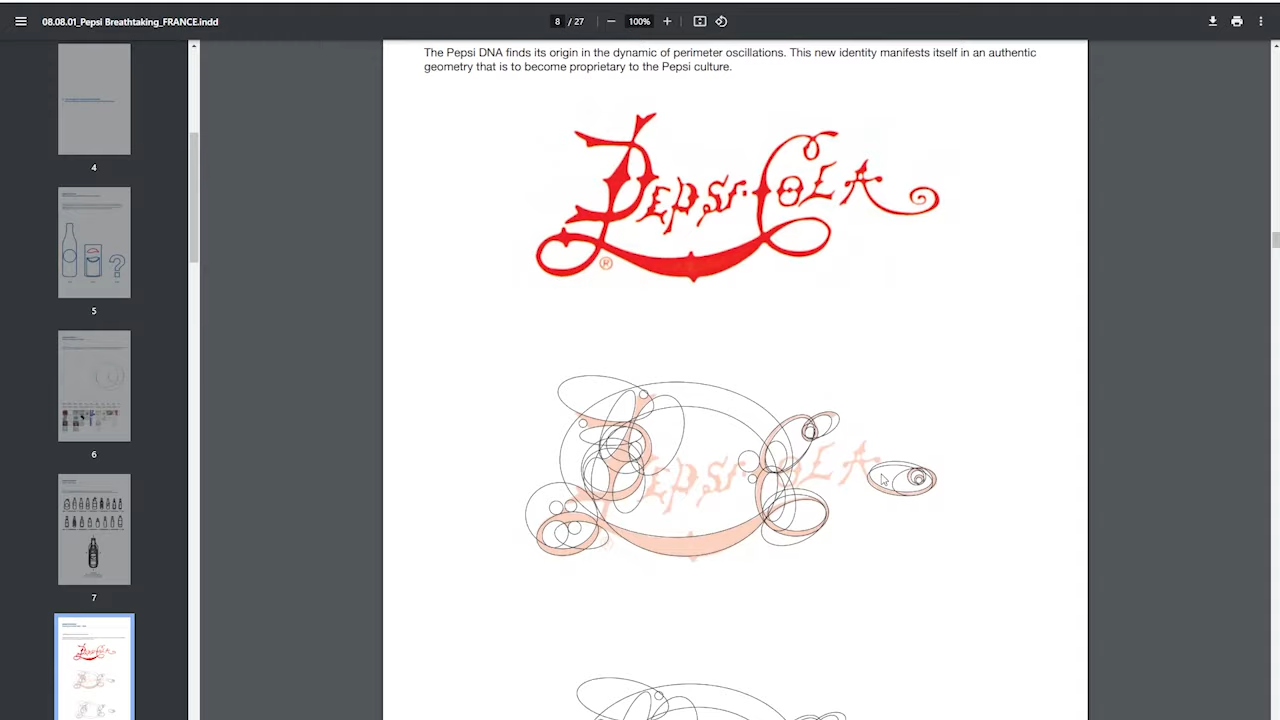 08.08.01_Pepsi Breathtaking_FRANCE.indd
8 / 27
100%
The Pepsi DNA finds its origin in the dynamic of perimeter oscillations. This new identity manifests itself in an authentic
geometry that is to become proprietary to the Pepsi culture.
PEPSI-COLA
®
EPSI-COLA
4
5
?
6
7